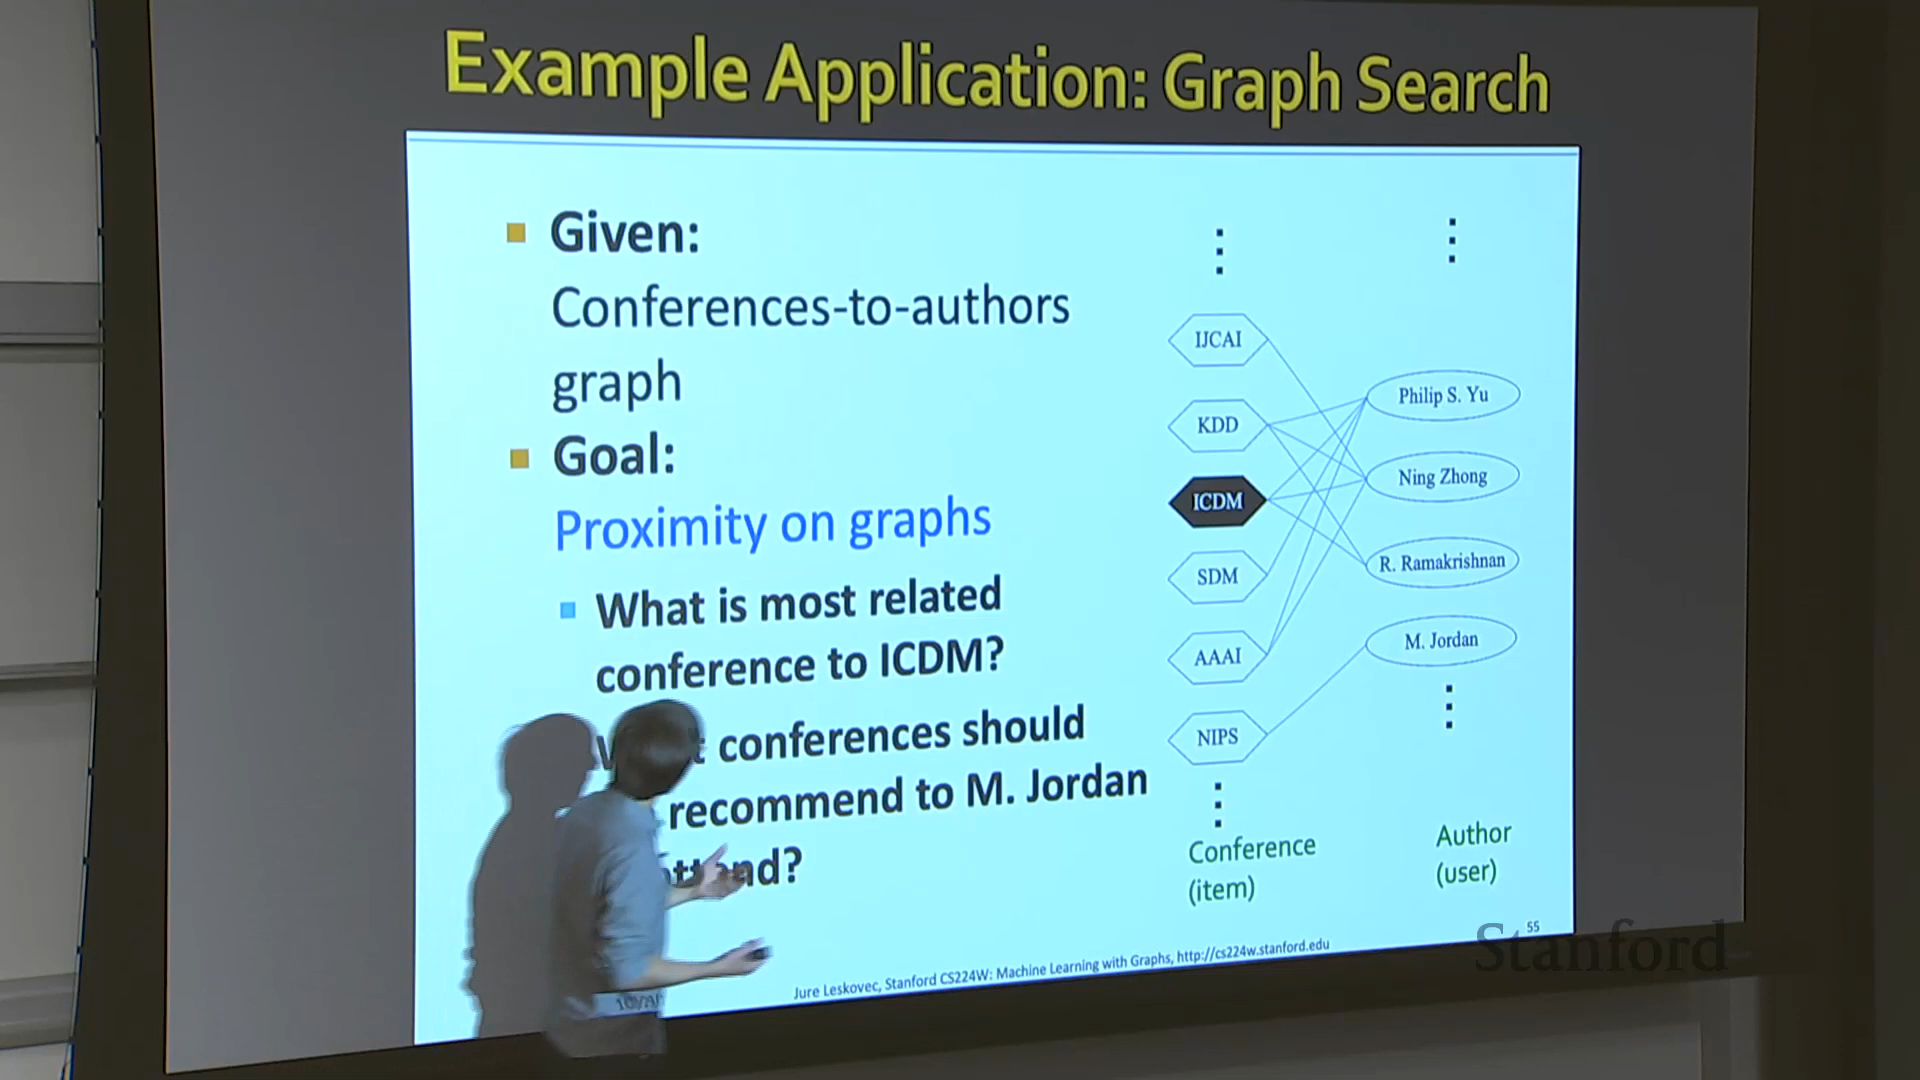 Example Application: Graph Search
Given:
Conferences-to-authors
graph
Goal:
Proximity on graphs
What is most related
conference to ICDM?
conferences should
recommend to M. Jordan
attend?
IJCAI
KDD
ICDM
SDM
AAAI
NIPS
Conference
(item)
Philip S. Yu
Ning Zhong
R. Ramakrishnan
M. Jordan
Author
(user)
55
Jure Leskovec, Stanford CS224W: Machine Learning with Graphs, http://cs224w.stanford.edu
Stanford